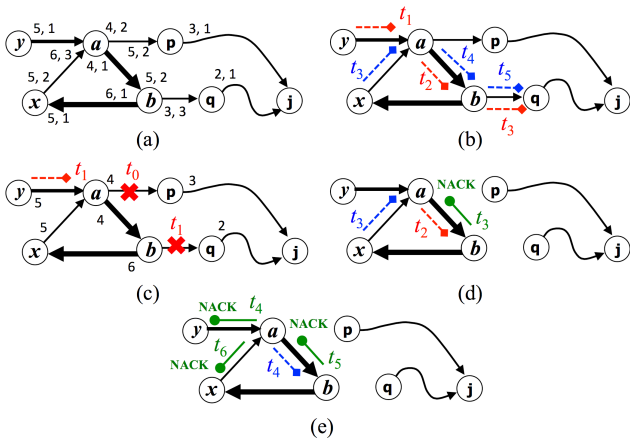 5, 1
4, 2
3, 1
y
a
p
6, 3
5, 2
4, 1
5, 2
5, 2
2, 1
6, 1
x
b
q
j
5, 1
3, 3
(a)
t1
y
a
p
t4
t3
t2
t5
x
b
q
j
t3
(b)
t1
t0
4
3
y
a
p
5
t1
5
4
2
x
b
q
j
6
(c)
NACK
y
a
p
t3
t2
t3
x
b
q
j
(d)
NACK
t4
NACK
p
y
a
t6
NACK
t4
t5
x
b
q
j
(e)